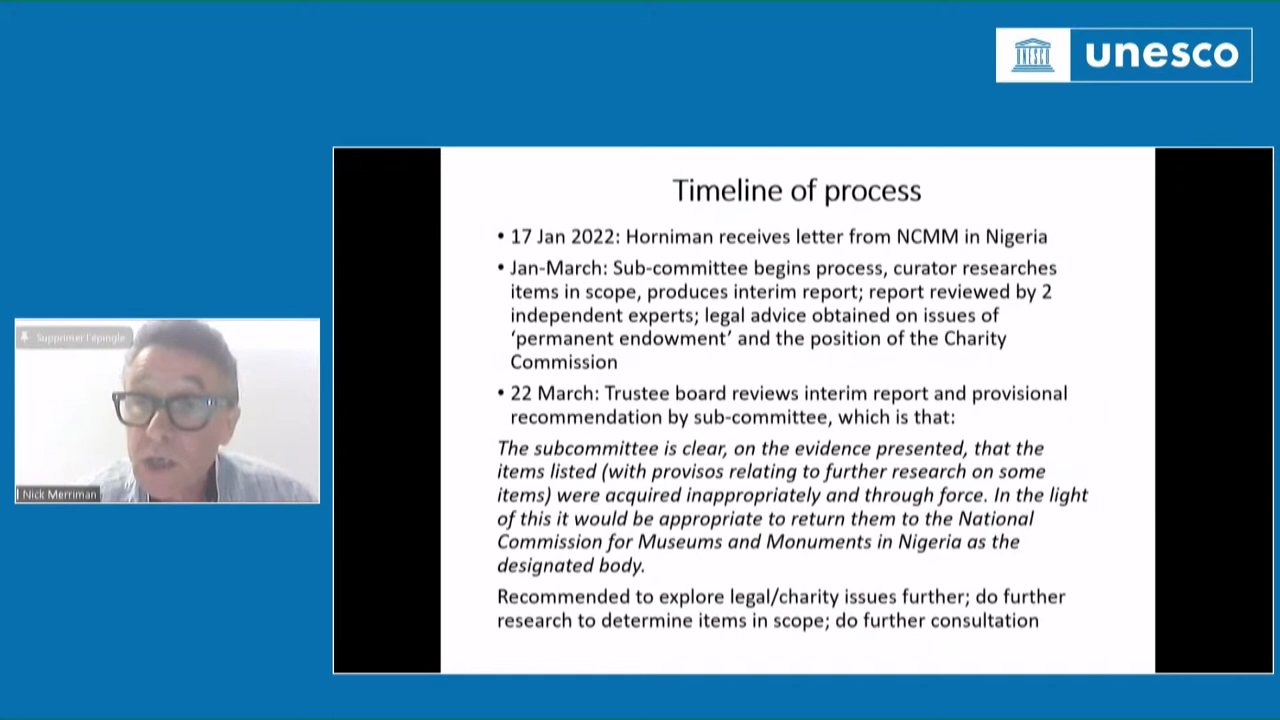 unesco
Timeline of process
• 17 Jan 2022: Horniman receives letter from NCMM in Nigeria
• Jan-March: Sub-committee begins process, curator researches
items in scope, produces interim report; report reviewed by 2
independent experts; legal advice obtained on issues of
‘permanent endowment’ and the position of the Charity
Commission
• 22 March: Trustee board reviews interim report and provisional
recommendation by sub-committee, which is that:
The subcommittee is clear, on the evidence presented, that the
items listed (with provisos relating to further research on some
items) were acquired inappropriately and through force. In the light
of this it would be appropriate to return them to the National
Commission for Museums and Monuments in Nigeria as the
designated body.
Recommended to explore legal/charity issues further; do further
research to determine items in scope; do further consultation
Supprimer l'épingle
Nick Merriman